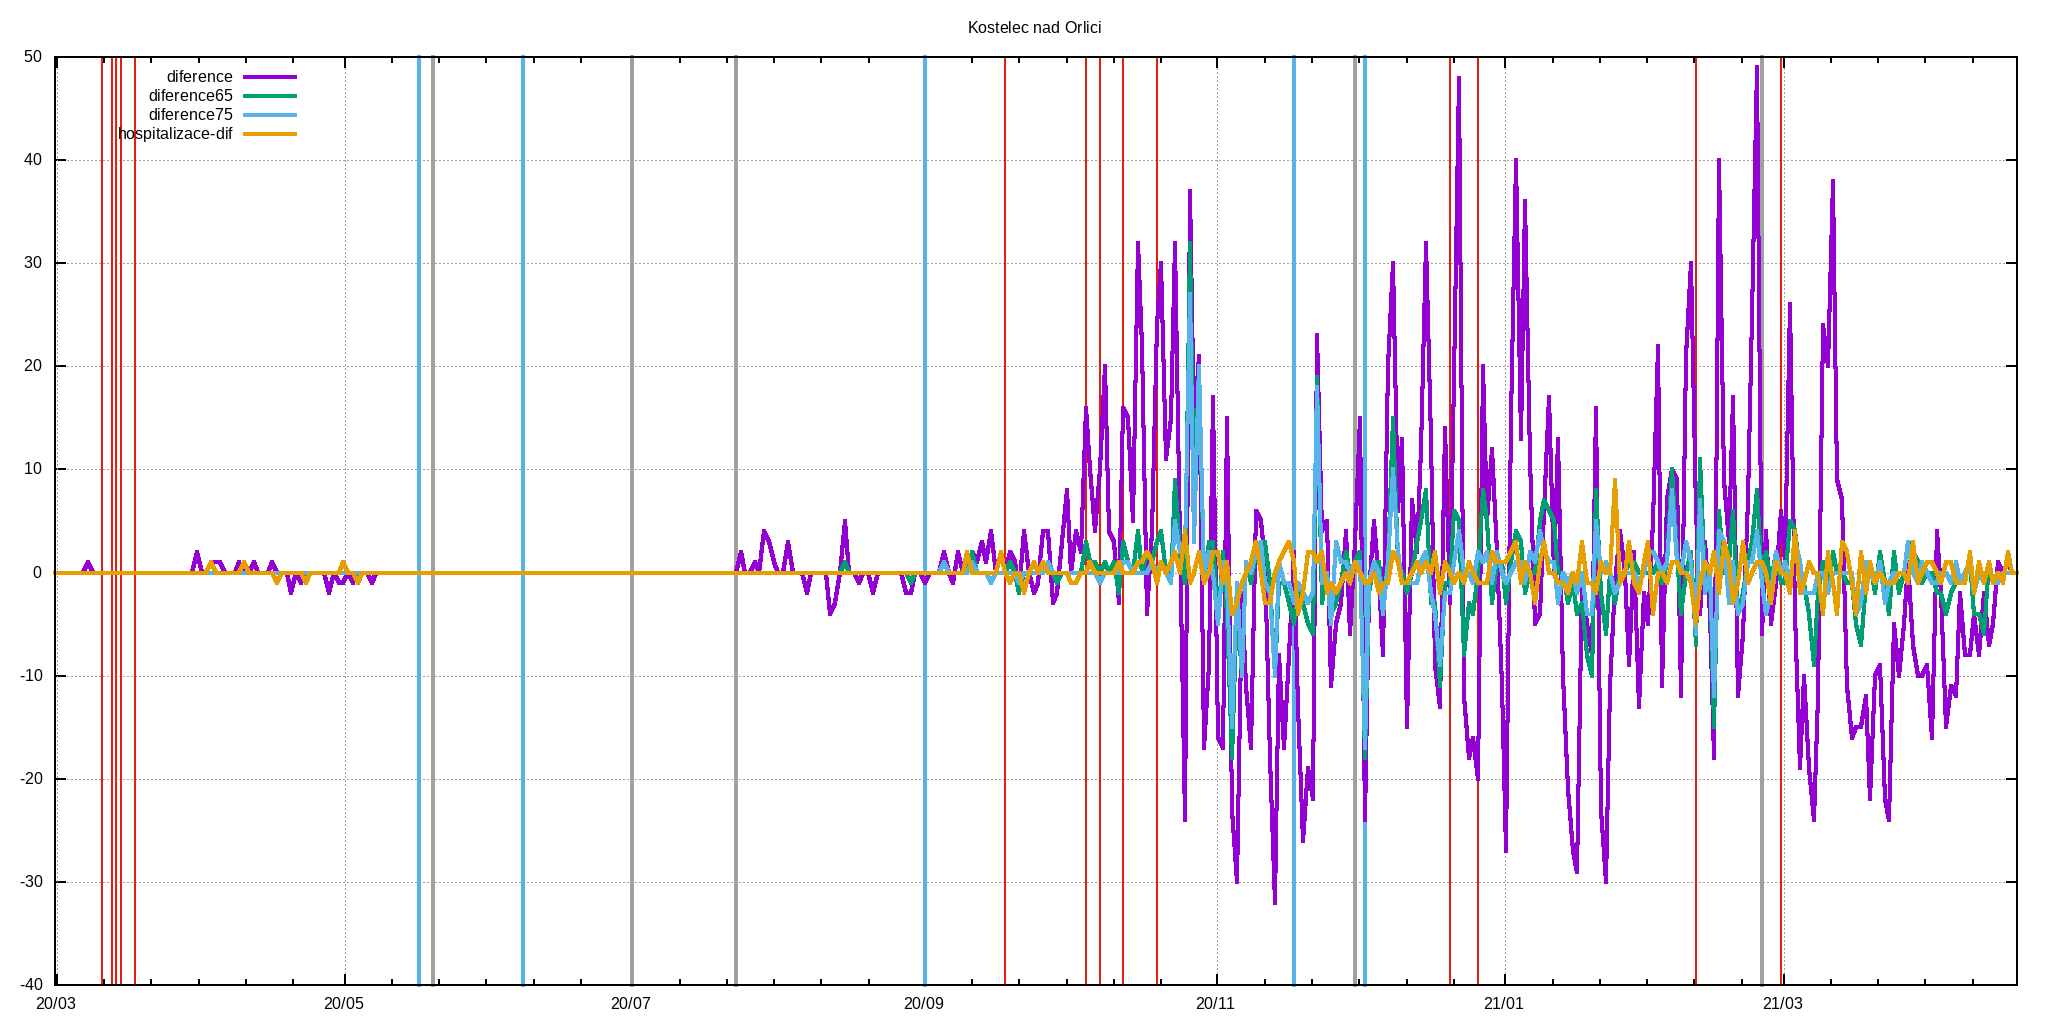 Kostelec nad Orlici
50
diference
diference65
diference75
hospitalizace-dif
40
30
20
10
0
-10
-20
-30
-40
20/03 20/05 20/07 20/09 20/11 21/01 21/03